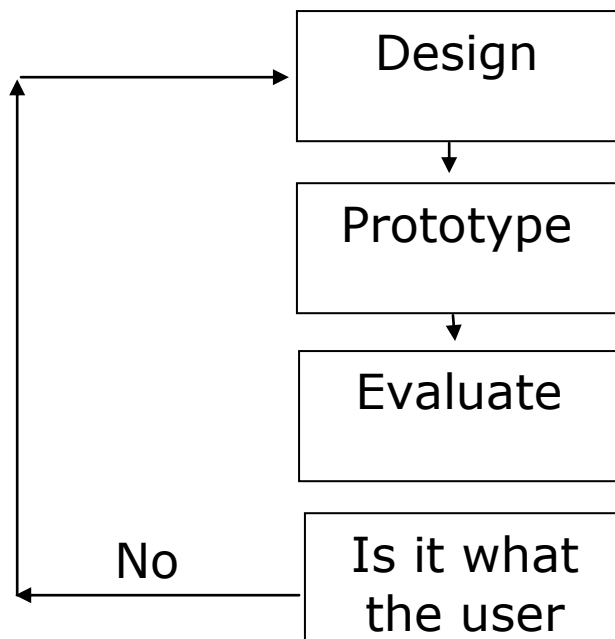 Design
Prototype
Evaluate
No
Is it what
the user